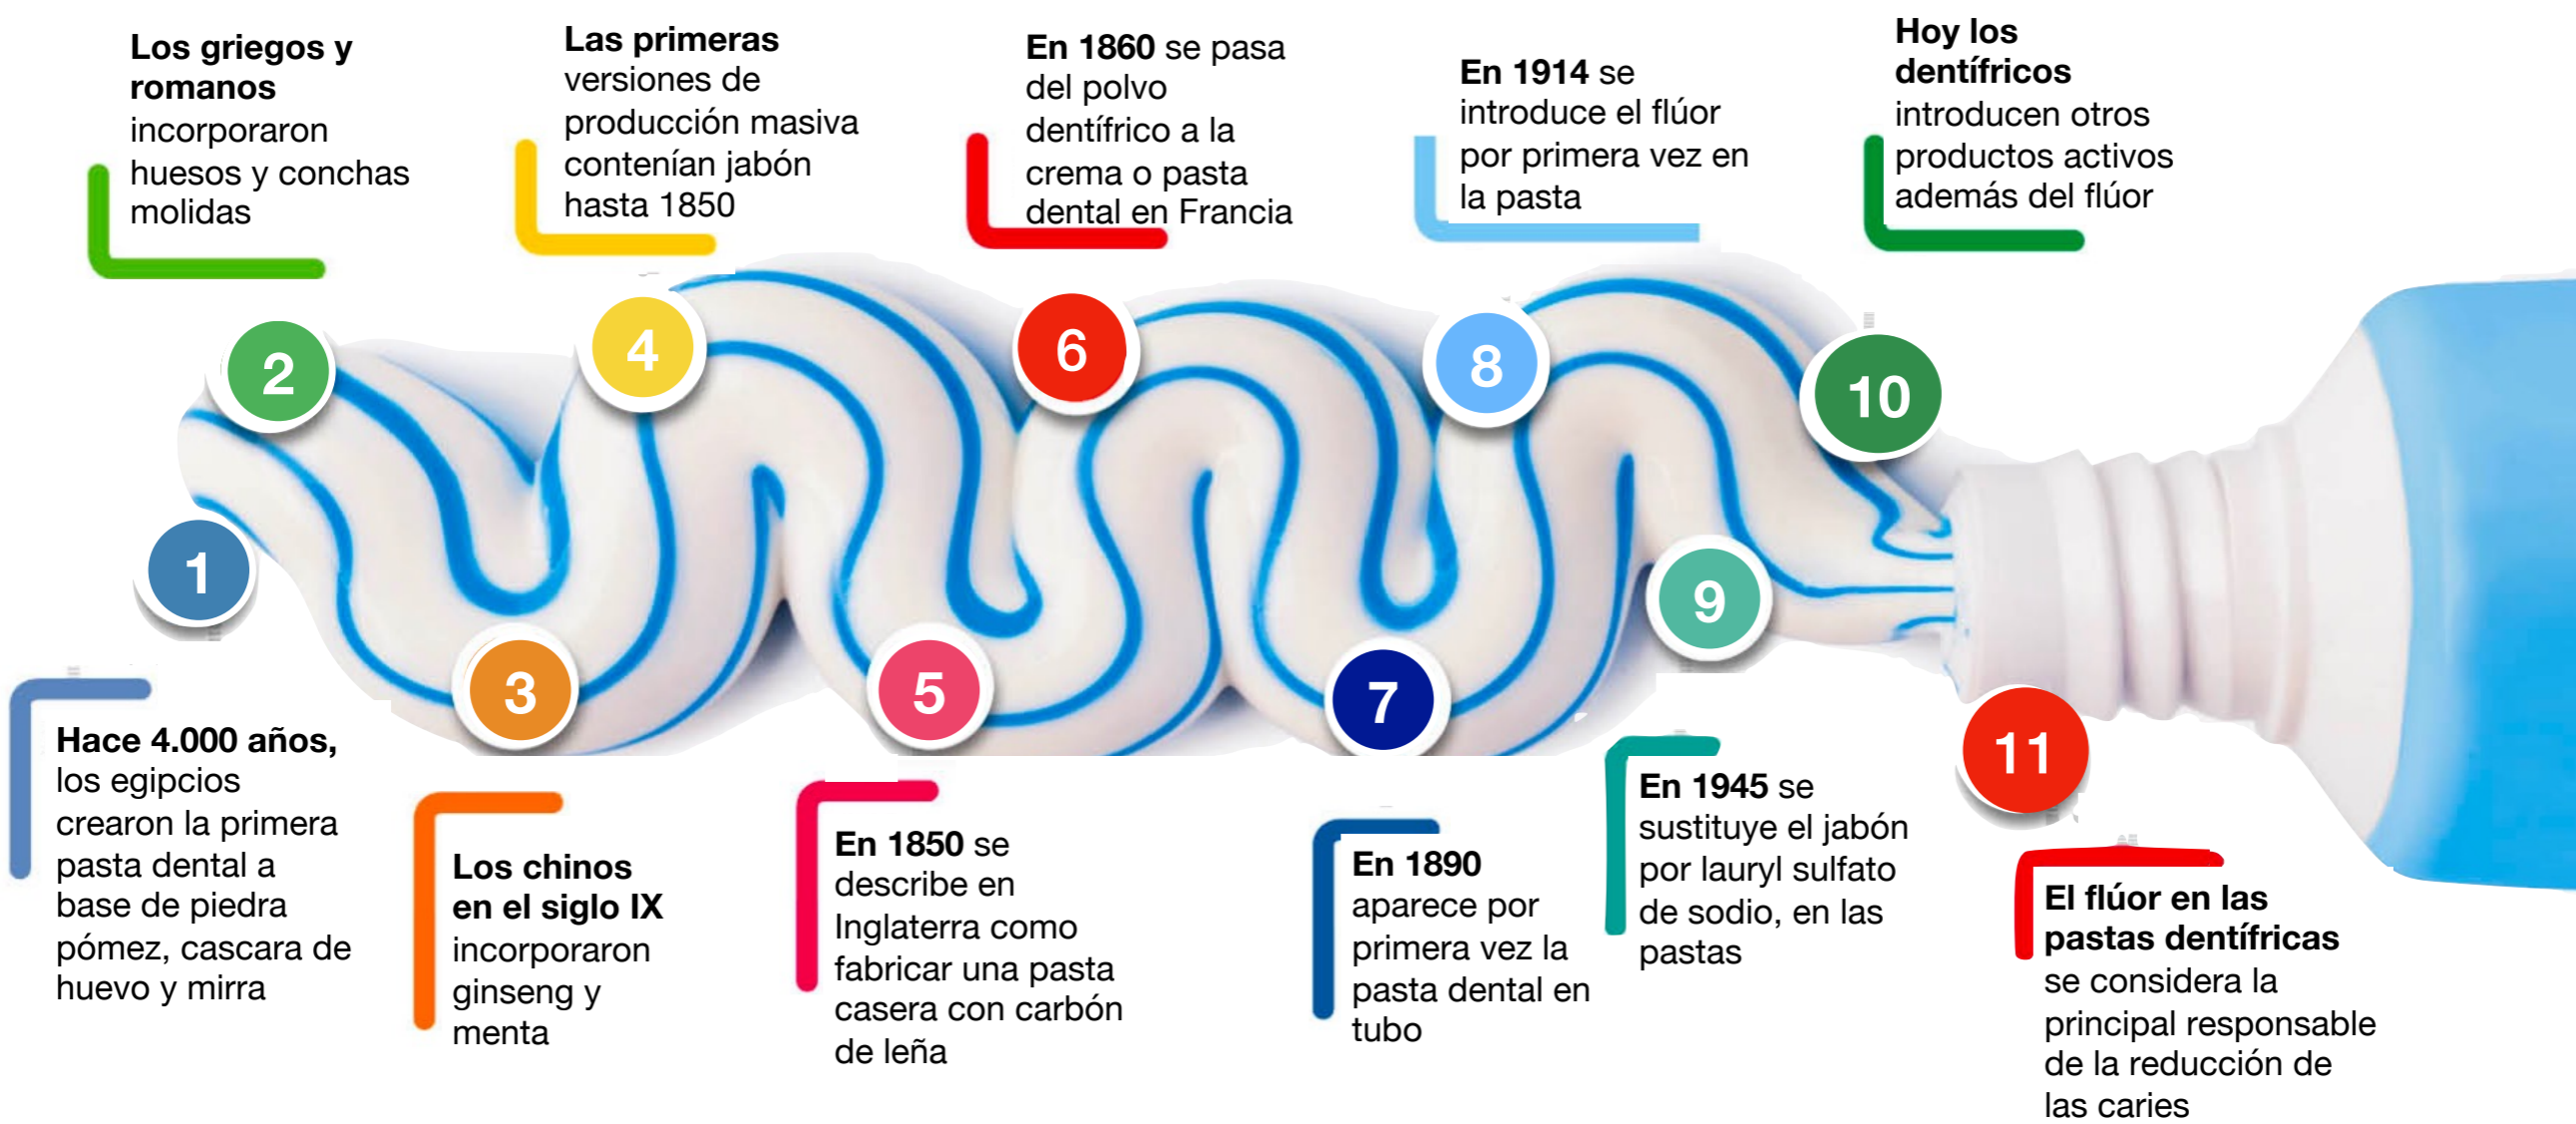 1
Hace 4.000 años,
los egipcios
crearon la primera
pasta dental a
base de piedra
pómez, cascara de
huevo y mirra
2
Los griegos y
romanos
incorporaron
huesos y conchas
molidas
3
Los chinos
en el siglo IX
incorporaron
ginseng y
menta
4
Las primeras
versiones de
producción masiva
contenían jabón
hasta 1850
5
En 1850 se
describe en
Inglaterra como
fabricar una pasta
casera con carbón
de leña
6
En 1860 se pasa
del polvo
dentífrico a la
crema o pasta
dental en Francia
7
En 1890
aparece por
primera vez la
pasta dental en
tubo
8
En 1914 se
introduce el flúor
por primera vez en
la pasta
9
En 1945 se
sustituye el jabón
por lauryl sulfato
de sodio, en las
pastas
10
Hoy los
dentífricos
introducen otros
productos activos
además del flúor
11
El flúor en las
pastas dentífricas
se considera la
principal responsable
de la reducción de
las caries